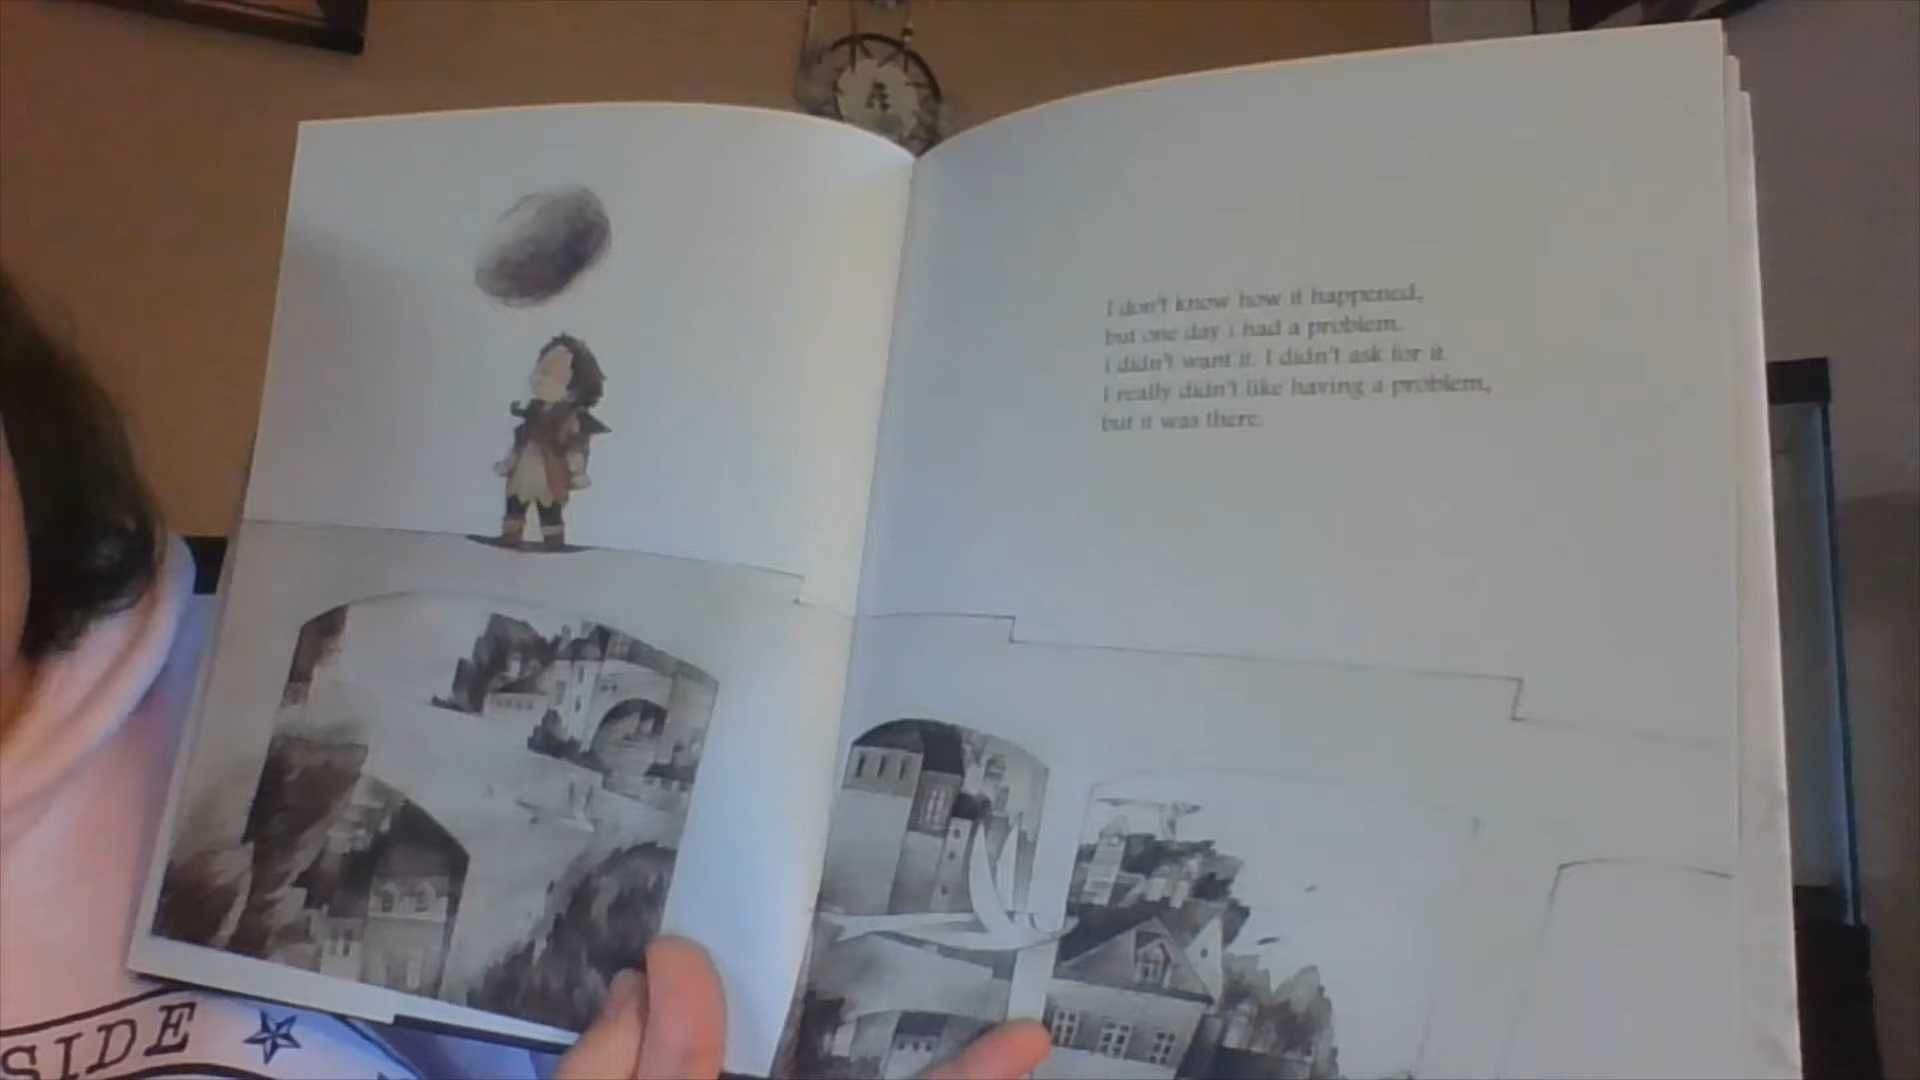 I don't know how it happened,
but one day I had a problem.
I didn't want it. I didn't ask for it.
I really didn't like having a problem,
but it was there.
SIDE